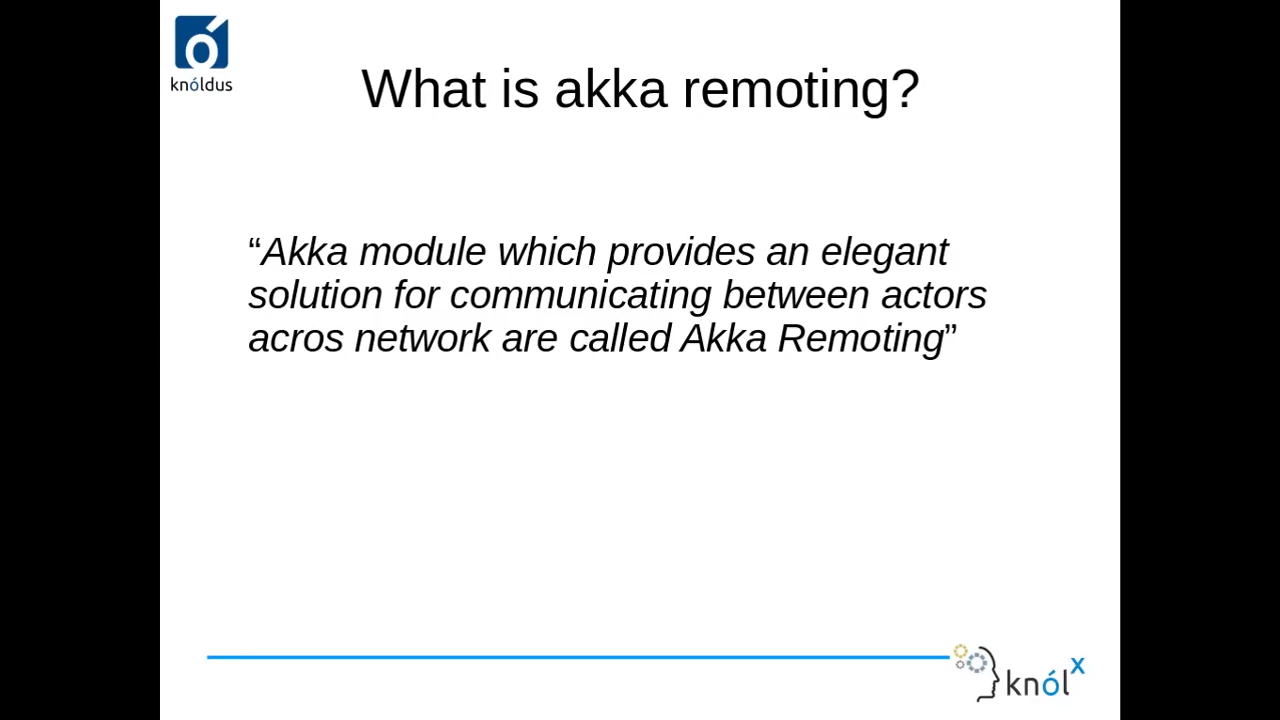 knóldus
What is akka remoting?
“Akka module which provides an elegant
solution for communicating between actors
acros network are called Akka Remoting”
knól x